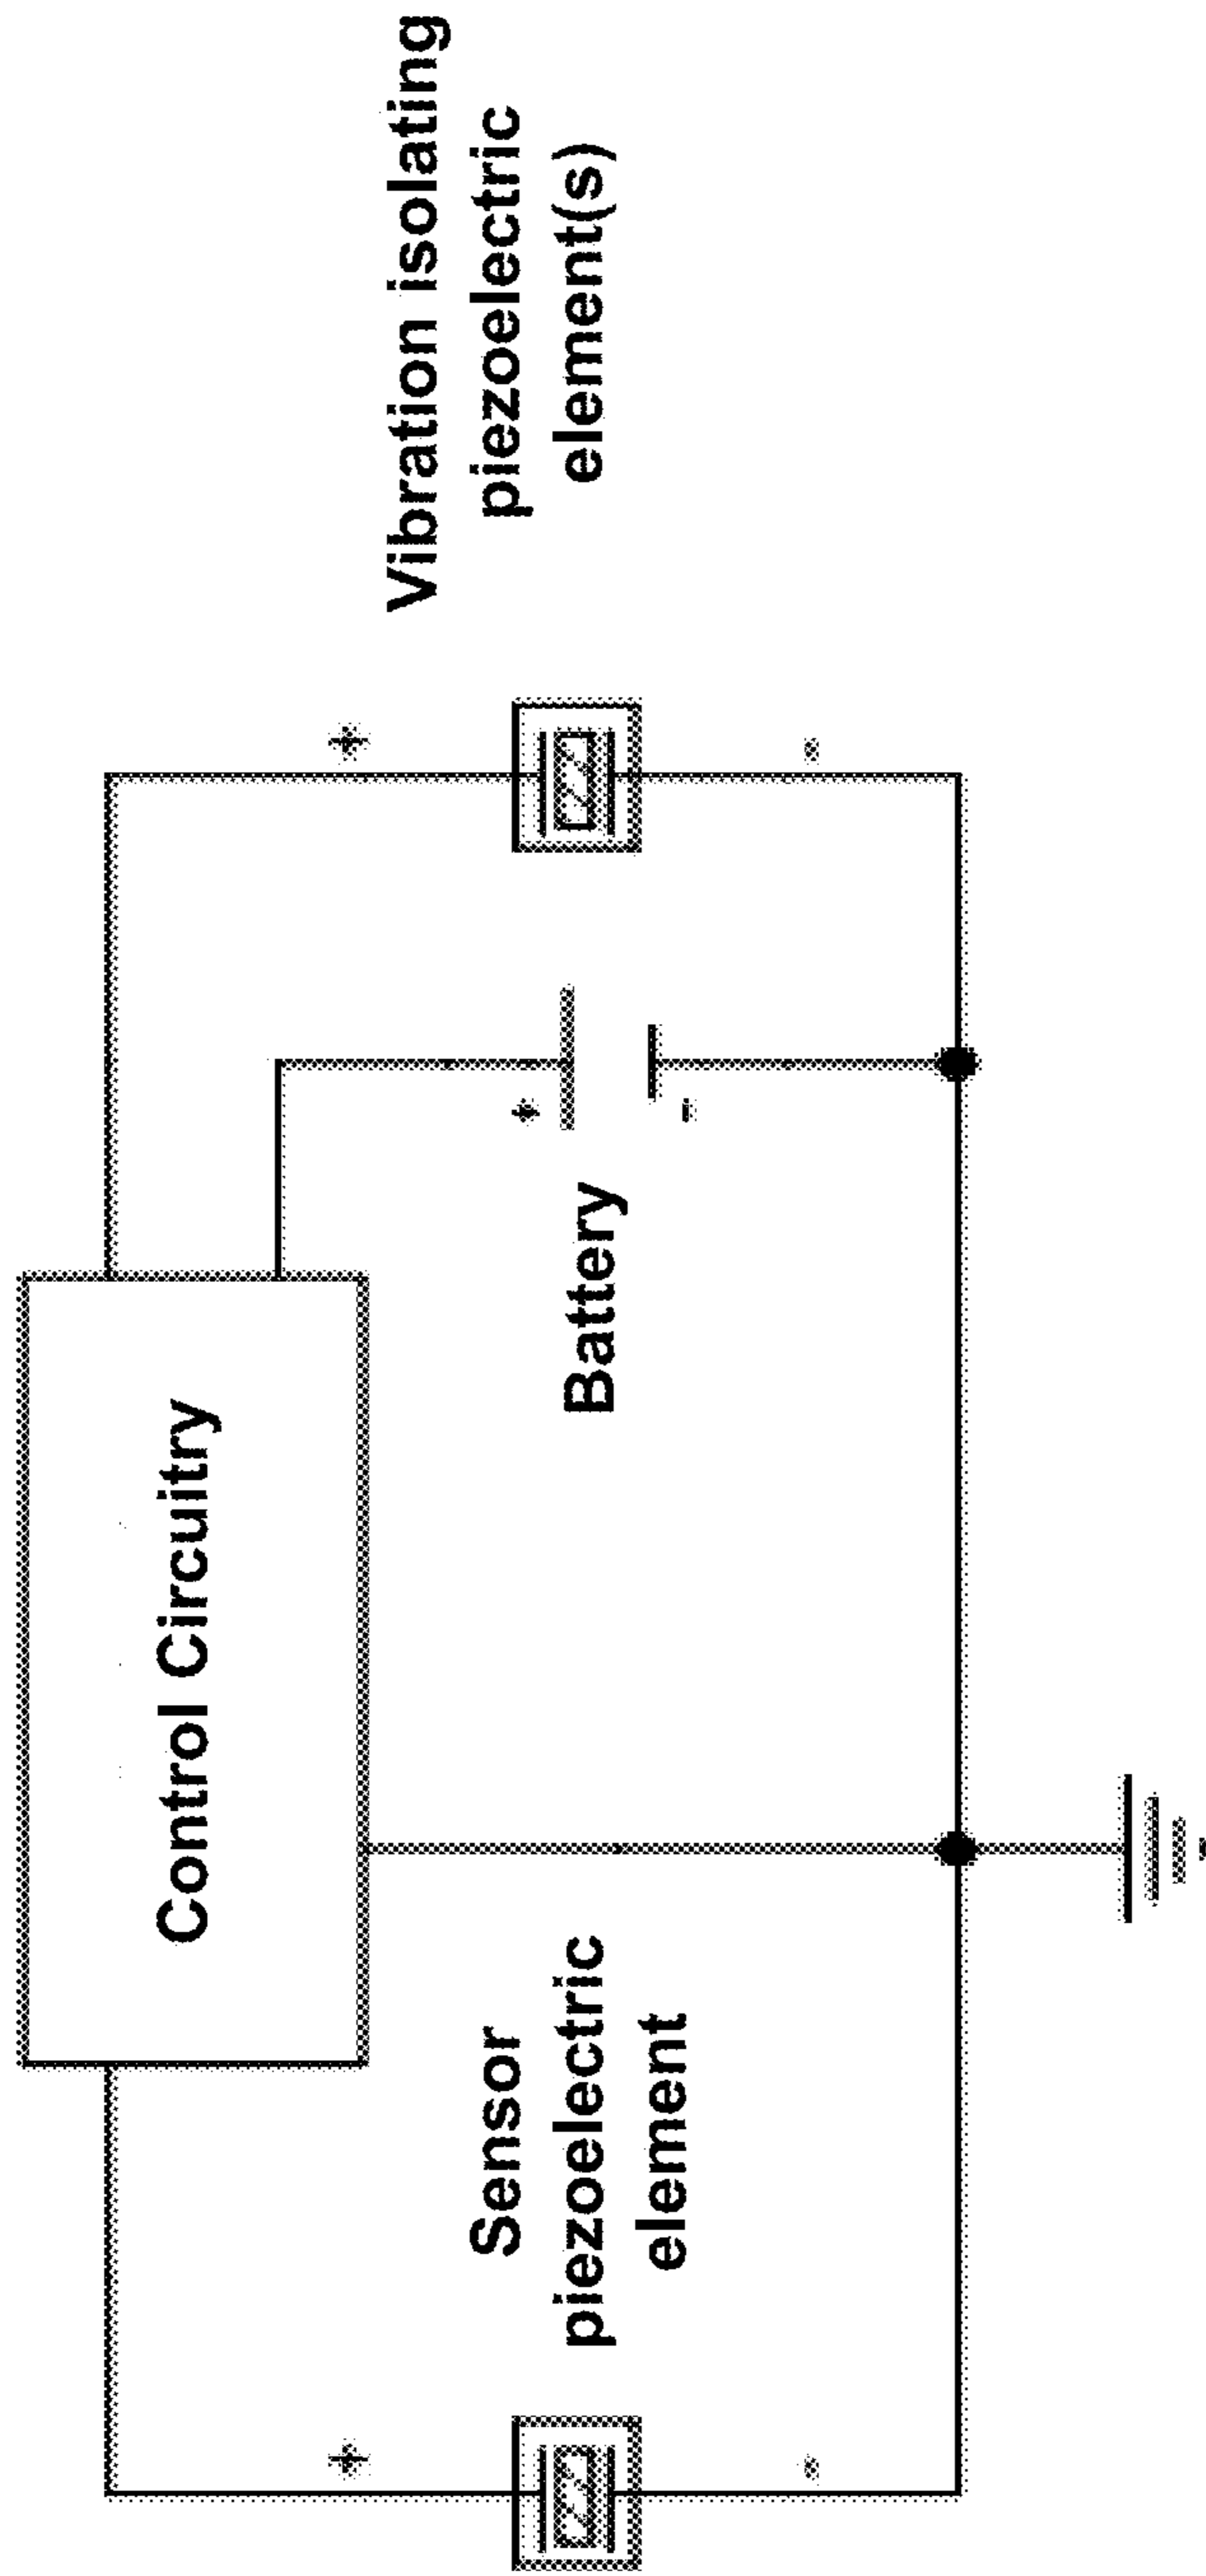 Control Circuitry
Sensor
piezoelectric
element
+
-
Battery
+
-
Vibration isolating
piezoelectric
element(s)
+
-